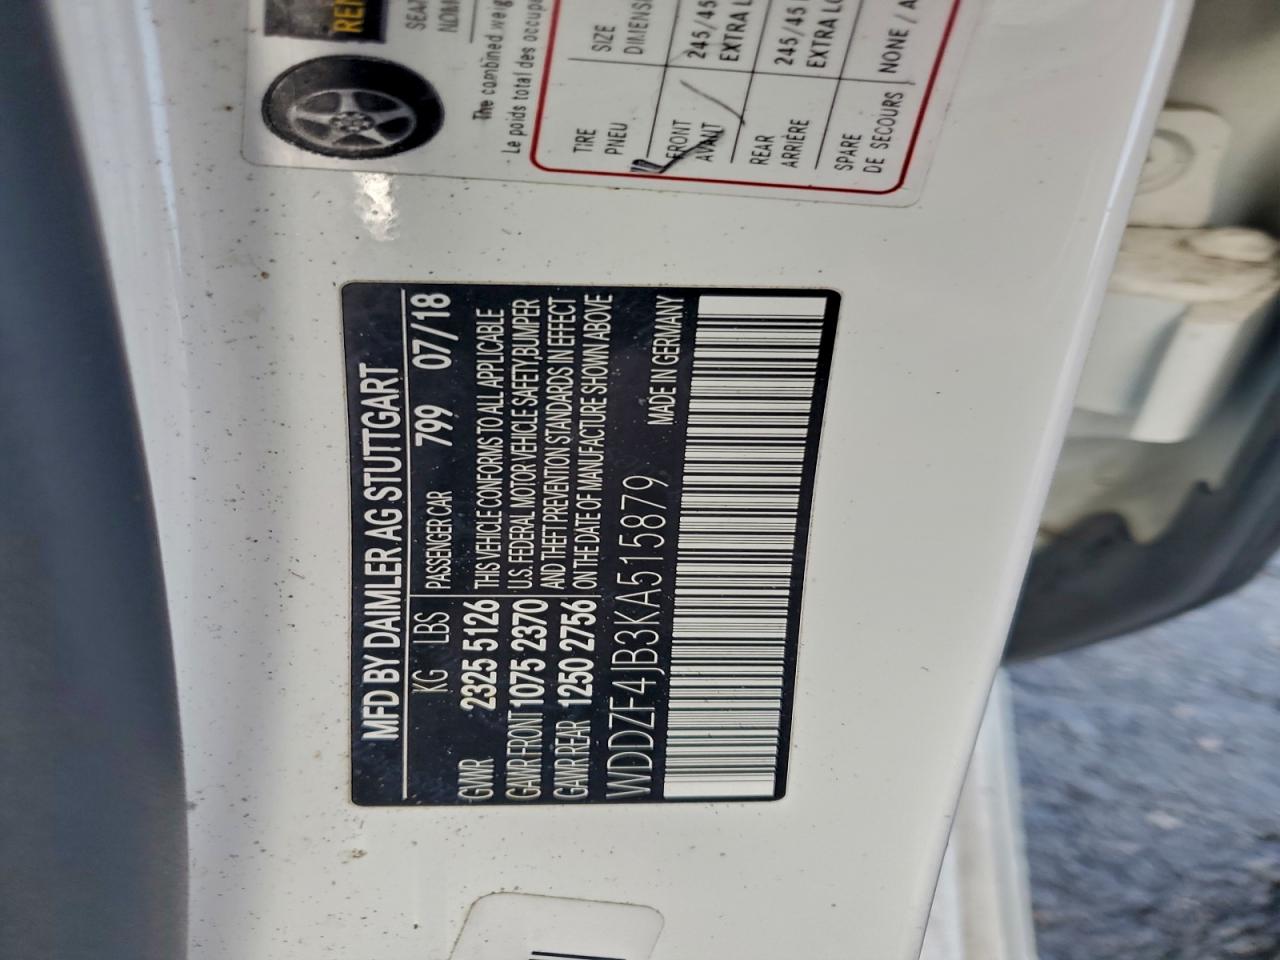 MFD BY DAIMLER AG STUTTGART
KG LBS PASSENGER CAR 799 07/18
GVWR 2325 5126 THIS VEHICLE CONFORMS TO ALL APPLICABLE
GAWR FRONT 1075 2370 U.S. FEDERAL MOTOR VEHICLE SAFETY, BUMPER
GAWR REAR 1250 2756 AND THEFT PREVENTION STANDARDS IN EFFECT
ON THE DATE OF MANUFACTURE SHOWN ABOVE
WDDZF4JB3KA515879 MADE IN GERMANY
SEAT
The combined
Le poids total des
TIRE SIZE
PNEU
FRONT 245/45
AVANT EXTRA
REAR 245/45
ARRIÈRE EXTRA
SPARE
DE SECOURS NONE /